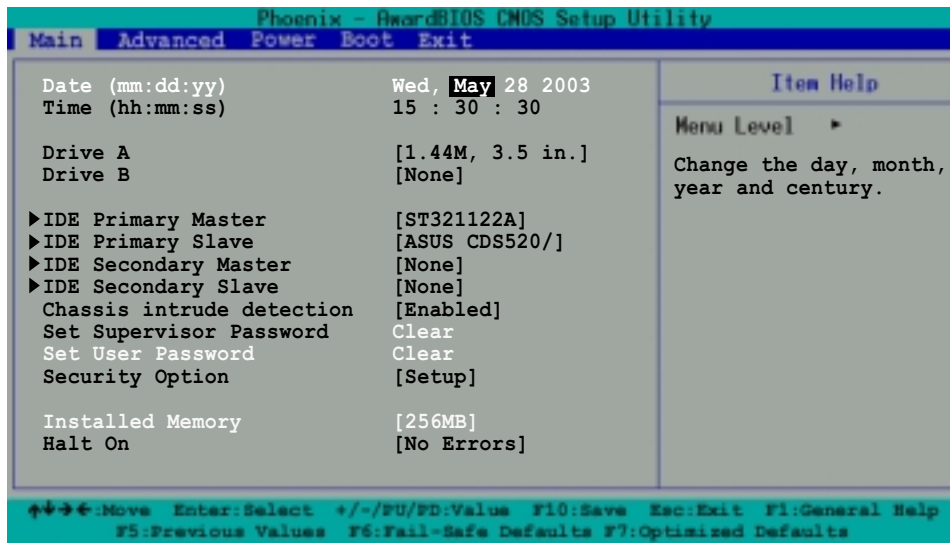 Phoenix - AwardBIOS CMOS Setup Utility
Main Advanced Power Boot Exit
Date (mm:dd:yy) Wed, May 28 2003
Time (hh:mm:ss) 15 : 30 : 30
Drive A [1.44M, 3.5 in.]
Drive B [None]
▶IDE Primary Master [ST321122A]
▶IDE Primary Slave [ASUS CDS520/]
▶IDE Secondary Master [None]
▶IDE Secondary Slave [None]
Chassis intrude detection [Enabled]
Set Supervisor Password Clear
Set User Password Clear
Security Option [Setup]
Installed Memory [256MB]
Halt On [No Errors]
Item Help
Menu Level ▶
Change the day, month,
year and century.
↑↓→←:Move Enter:Select +/-/PU/PD:Value F10:Save Esc:Exit F1:General Help
F5:Previous Values F6:Fail-Safe Defaults F7:Optimized Defaults